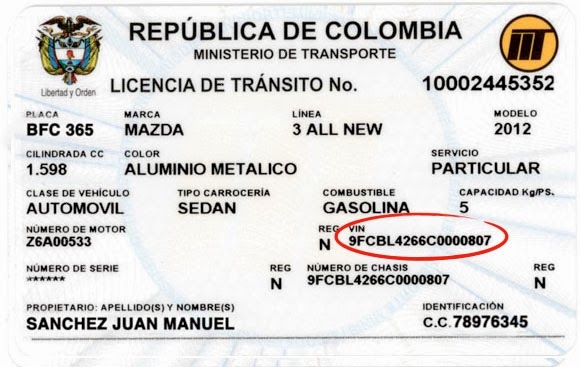 REPÚBLICA DE COLOMBIA
MINISTERIO DE TRANSPORTE
Libertad y Orden
LICENCIA DE TRÁNSITO No. 10002445352
PLACA MARCA LÍNEA MODELO
BFC 365 MAZDA 3 ALL NEW 2012
CILINDRADA CC COLOR SERVICIO
1.598 ALUMINIO METALICO PARTICULAR
CLASE DE VEHÍCULO TIPO CARROCERÍA COMBUSTIBLE CAPACIDAD Kg/PS.
AUTOMOVIL SEDAN GASOLINA 5
NÚMERO DE MOTOR REG VIN
Z6A00533 N 9FCBL4266C0000807
NÚMERO DE SERIE REG NÚMERO DE CHASIS REG
****** N 9FCBL4266C0000807 N
PROPIETARIO: APELLIDO(S) Y NOMBRE(S) IDENTIFICACIÓN
SANCHEZ JUAN MANUEL C.C. 78976345